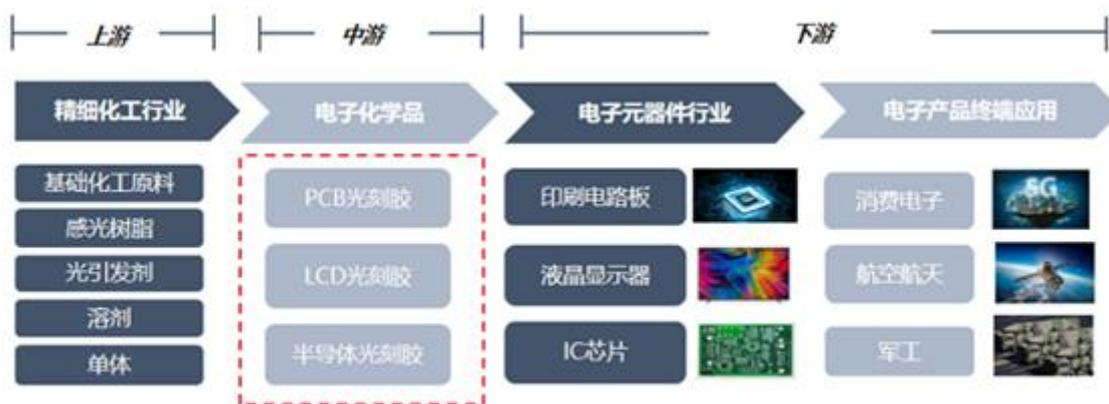 上游
中游
下游
精细化工行业
电子化学品
电子元器件行业
电子产品终端应用
基础化工原料
感光树脂
光引发剂
溶剂
单体
PCB光刻胶
LCD光刻胶
半导体光刻胶
印刷电路板
液晶显示器
IC芯片
消费电子
航空航天
军工
5G